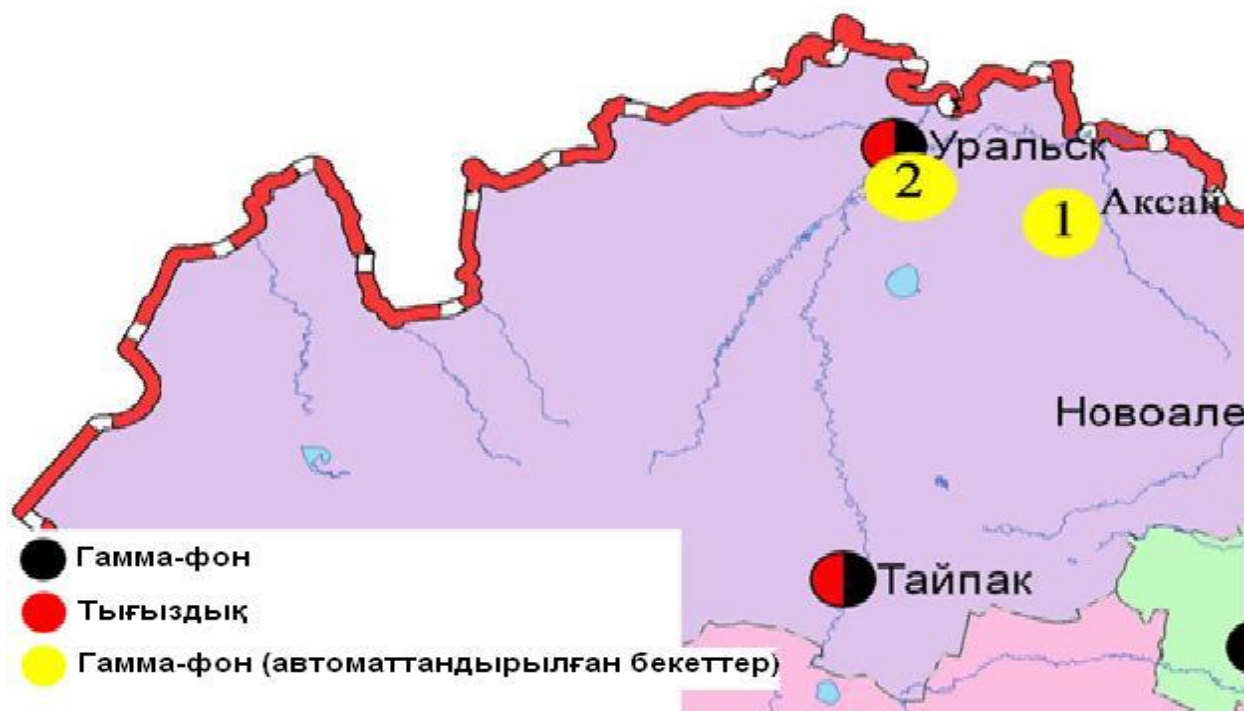 Уральск
2
1
Аксай
Новоале
Тайпак
Гамма-фон
Тығыздық
Гамма-фон (автоматтандырылған бекеттер)